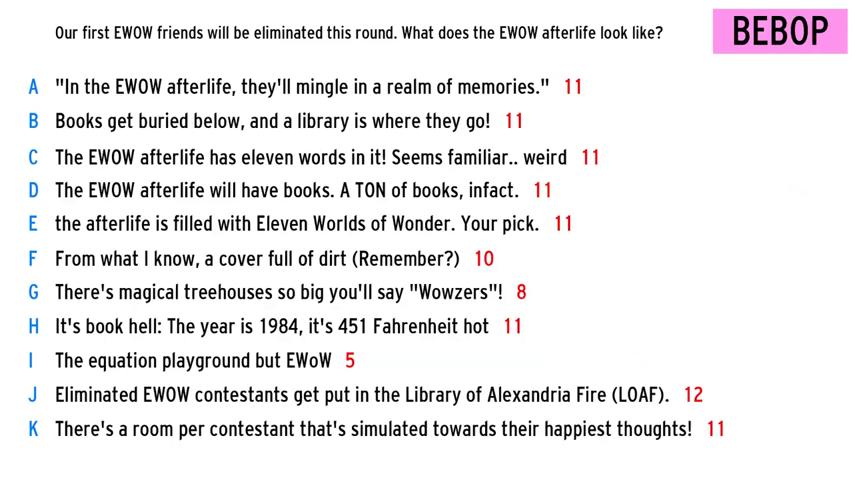 Our first EWOW friends will be eliminated this round. What does the EWOW afterlife look like?
BEBOP
A "In the EWOW afterlife, they'll mingle in a realm of memories." 11
B Books get buried below, and a library is where they go! 11
C The EWOW afterlife has eleven words in it! Seems familiar.. weird 11
D The EWOW afterlife will have books. A TON of books, infact. 11
E the afterlife is filled with Eleven Worlds of Wonder. Your pick. 11
F From what I know, a cover full of dirt (Remember?) 10
G There's magical treehouses so big you'll say "Wowzers"! 8
H It's book hell: The year is 1984, it's 451 Fahrenheit hot 11
I The equation playground but EWoW 5
J Eliminated EWOW contestants get put in the Library of Alexandria Fire (LOAF). 12
K There's a room per contestant that's simulated towards their happiest thoughts! 11